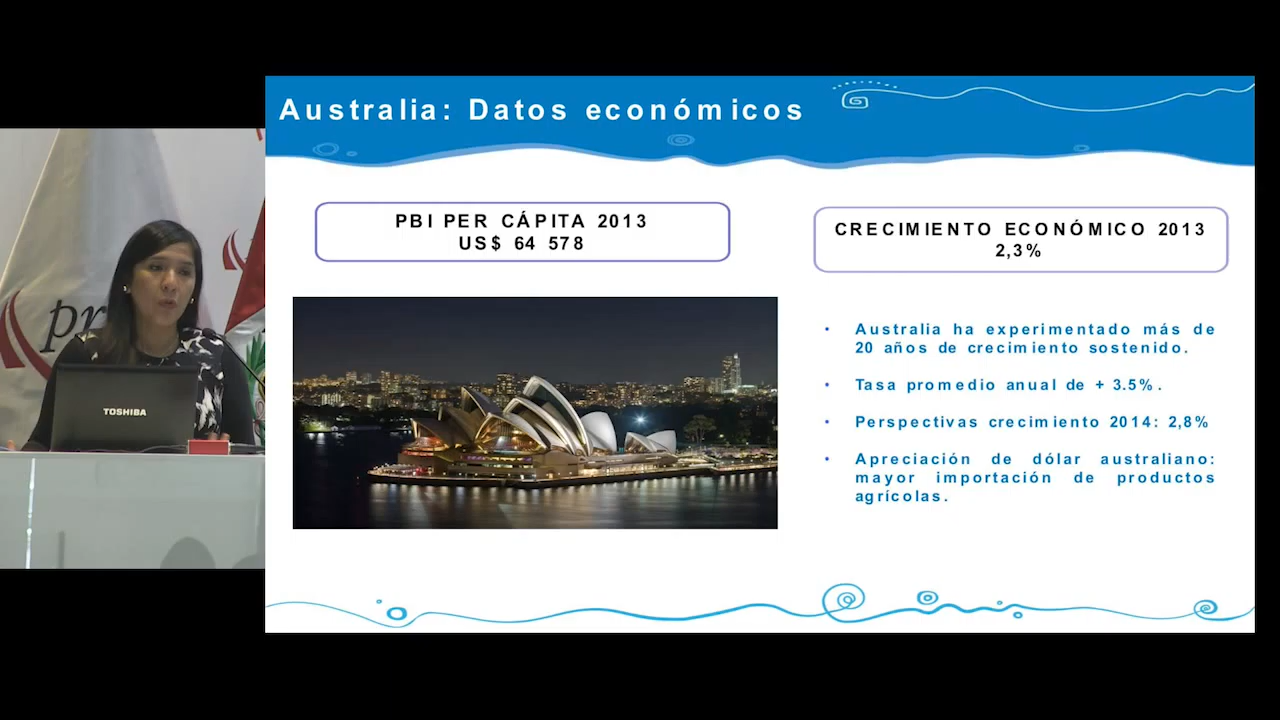 Australia: Datos económicos
PBI PER CÁPITA 2013
US$ 64 578
CRECIMIENTO ECONÓMICO 2013
2,3%
• Australia ha experimentado más de
20 años de crecimiento sostenido.
• Tasa promedio anual de + 3.5%.
• Perspectivas crecimiento 2014: 2,8%
• Apreciación de dólar australiano:
mayor importación de productos
agrícolas.
pr
TOSHIBA